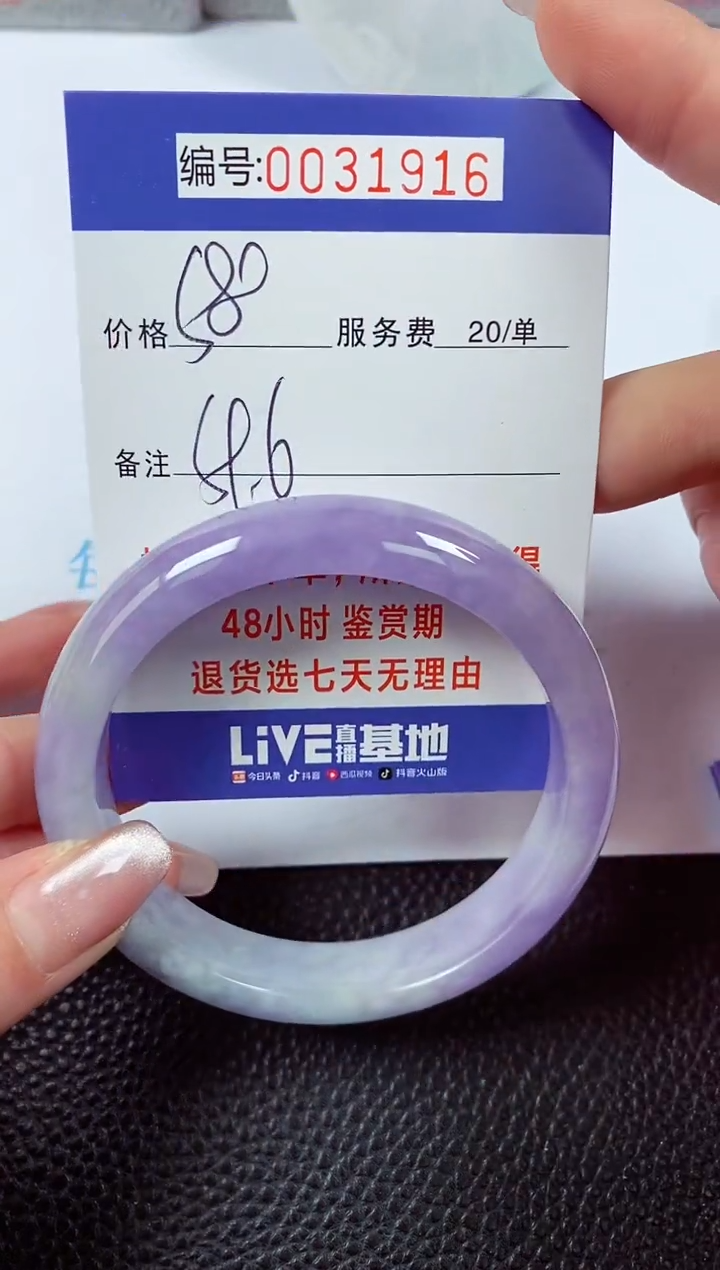 编号:0031916
价格 580 服务费 20/单
备注
得
48小时 鉴赏期
退货选七天无理由
LiVE直播基地
今日头条 抖音 西瓜视频 抖音火山版